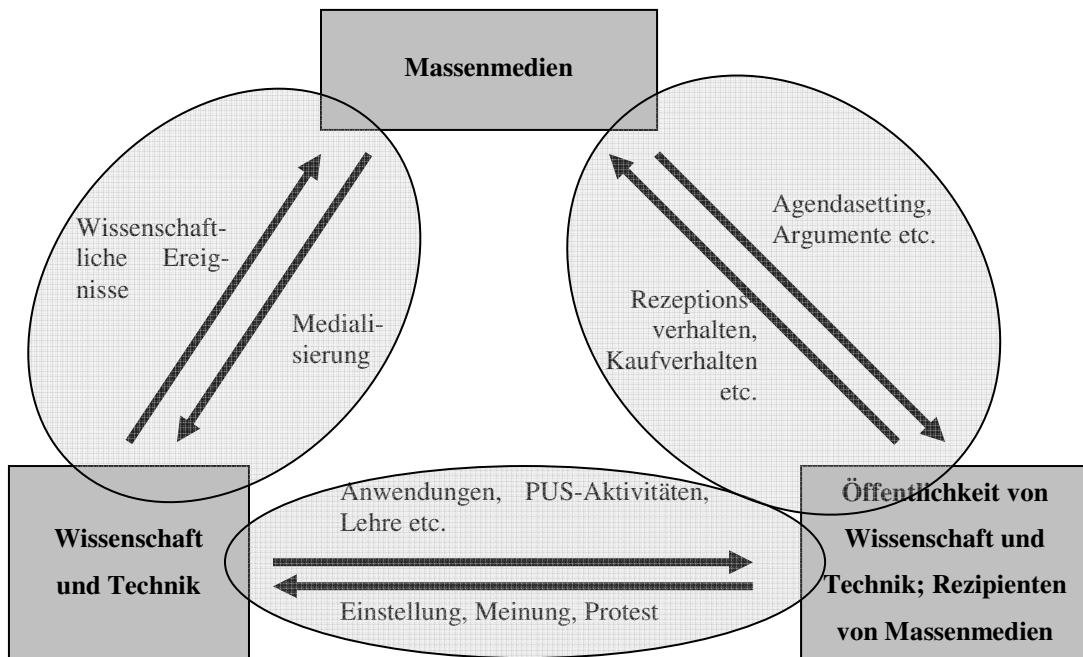 Massenmedien
Wissenschaft-
liche Ereig-
nisse
Mediali-
sierung
Agendasetting,
Argumente etc.
Rezeptions-
verhalten,
Kaufverhalten
etc.
Wissenschaft
und Technik
Anwendungen, PUS-Aktivitäten,
Lehre etc.
Einstellung, Meinung, Protest
Öffentlichkeit von
Wissenschaft und
Technik; Rezipienten
von Massenmedien